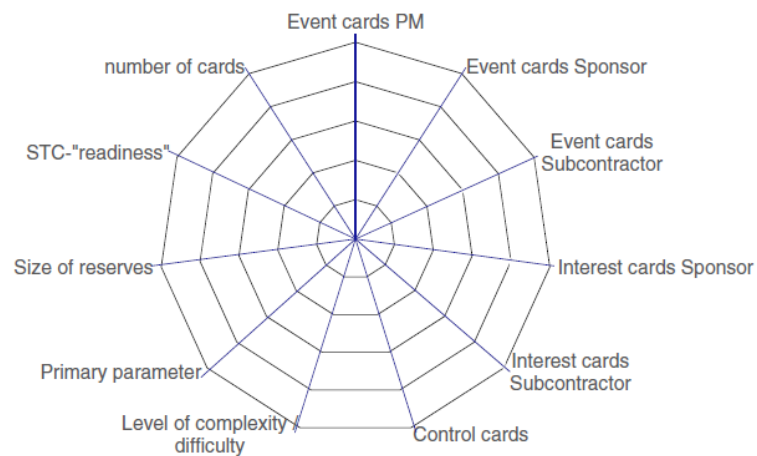 Event cards PM
number of cards
Event cards Sponsor
Event cards
Subcontractor
STC-"readiness"
Size of reserves
Interest cards Sponsor
Interest cards
Subcontractor
Primary parameter
Level of complexity /
difficulty
Control cards